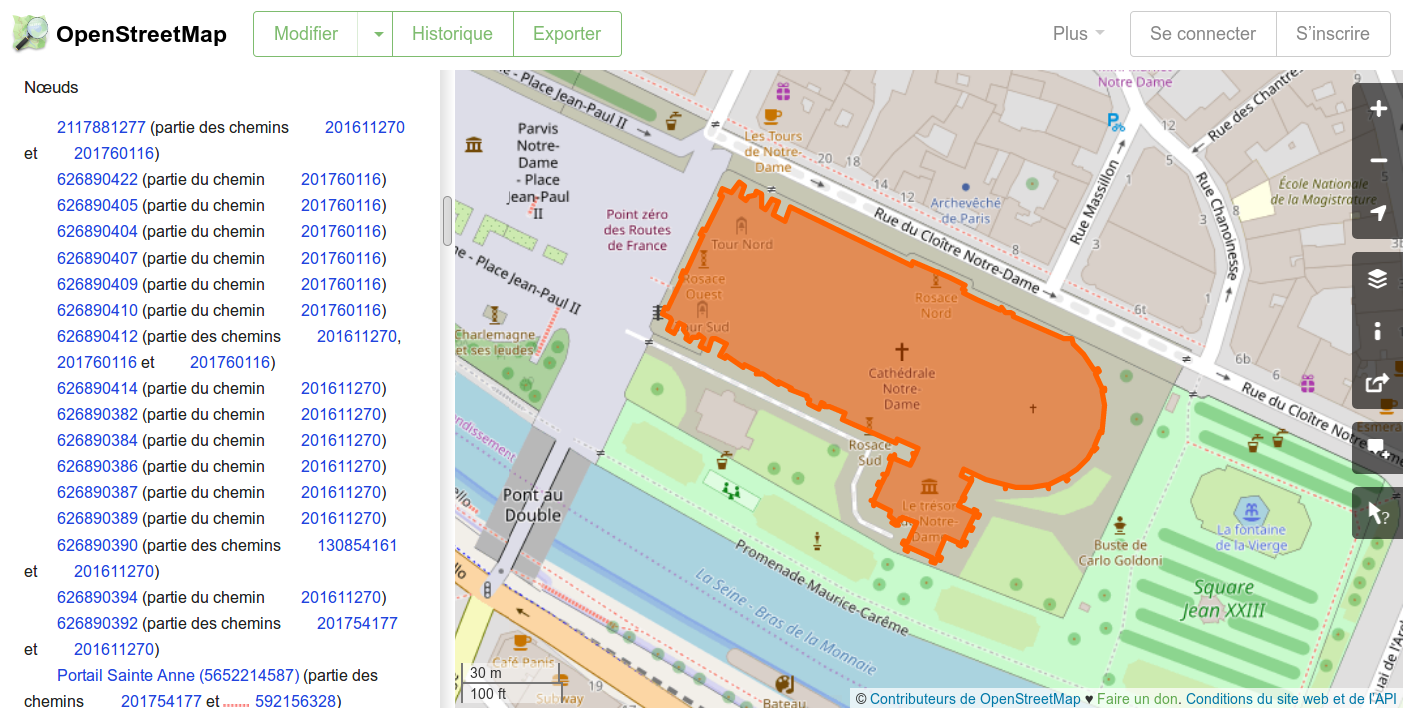 OpenStreetMap
Modifier
Historique
Exporter
Plus
Se connecter
S'inscrire
Nœuds
2117881277 (partie des chemins 201611270
et 201760116)
626890422 (partie du chemin 201760116)
626890405 (partie du chemin 201760116)
626890404 (partie du chemin 201760116)
626890407 (partie du chemin 201760116)
626890409 (partie du chemin 201760116)
626890410 (partie du chemin 201760116)
626890412 (partie des chemins 201611270,
201760116 et 201760116)
626890414 (partie du chemin 201611270)
626890382 (partie du chemin 201611270)
626890384 (partie du chemin 201611270)
626890386 (partie du chemin 201611270)
626890387 (partie du chemin 201611270)
626890389 (partie du chemin 201611270)
626890390 (partie des chemins 130854161
et 201611270)
626890394 (partie du chemin 201611270)
626890392 (partie des chemins 201754177
et 201611270)
Portail Sainte Anne (5652214587) (partie des
chemins 201754177 et 592156328)
e - Place Jean-Paul II
Parvis
Notre-
Dame
- Place
Jean-Paul
II
Les Tours
de Notre-
Dame
20
18
14
12
Notre Dame
Rue des Chantres
9
12
5
Rue Massillon
1
3
Rue Chanoinesse
3
8
1
École Nationale
de la Magistrature
5
Archevêché
de Paris
8
Rue du Cloître Notre-Dame
Point zéro
des Routes
de France
Tour Nord
Rosace
Ouest
Tour Sud
Rosace
Nord
6t
6b
6
ne - Place Jean-Paul II
Charlemagne
et ses leudes
Cathédrale
Notre-
Dame
Rosace
Sud
Le trésor
de Notre-
Dame
Rue du Cloître Notre-Dame
Esmera
Pont au
Double
Promenade Maurice-Carême
La Seine - Bras de la Monnaie
Buste de
Carlo Goldoni
La fontaine
de la Vierge
Square
Jean XXIII
Café Panis
Subway
19
Bateau
30 m
100 ft
© Contributeurs de OpenStreetMap ♥ Faire un don. Conditions du site web et de l'API